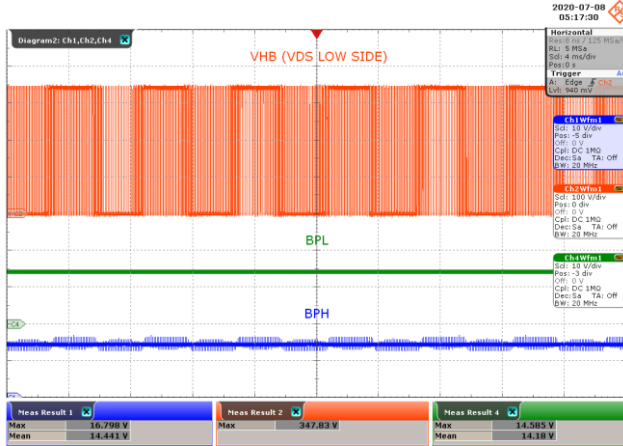 2020-07-08
05:17:30
Diagram2: Ch1,Ch2,Ch4
VHB (VDS LOW SIDE)
Horizontal
RL: 5 MSa
Scl: 4 ms/div
Pos: 0 s
Trigger
A: Edge Ch2
Lvl: 940 mV
Ch1Wfm1
Scl: 10 V/div
Pos: -5 div
Off: 0 V
Cpl: DC 1MΩ
Dec: Sa TA: Off
BW: 20 MHz
Ch2Wfm1
Scl: 100 V/div
Pos: 0 div
Off: 0 V
Cpl: DC 1MΩ
Dec: Sa TA: Off
BW: 20 MHz
BPL
Ch4Wfm1
Scl: 10 V/div
Pos: -3 div
Off: 0 V
Cpl: DC 1MΩ
Dec: Sa TA: Off
BW: 20 MHz
BPH
C4
Meas Result 1
Max 16.798 V
Mean 14.441 V
Meas Result 2
Max 347.83 V
Meas Result 4
Max 14.585 V
Mean 14.18 V